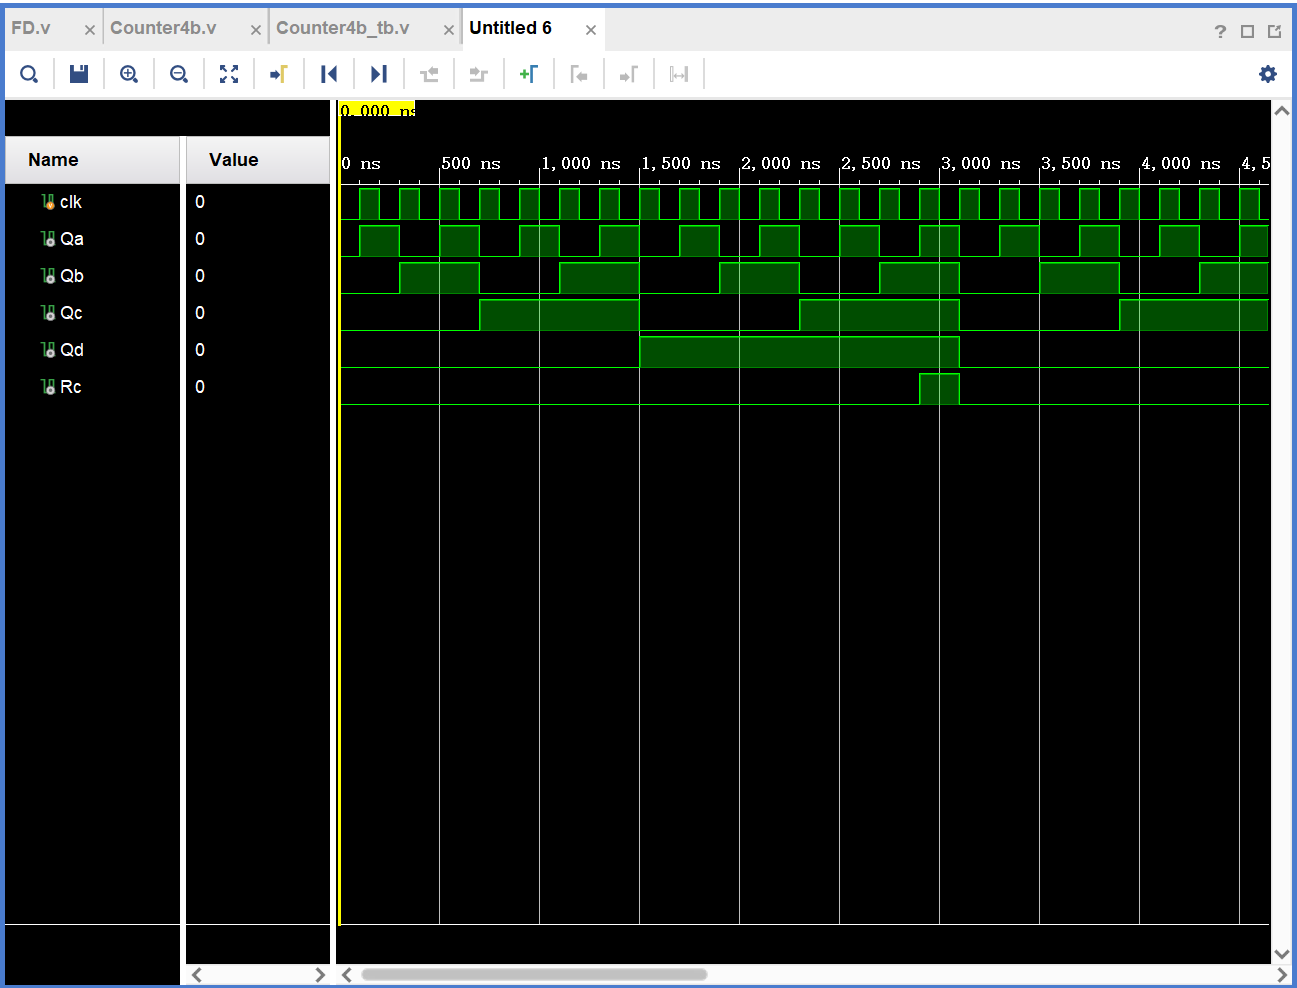 FD.v × Counter4b.v × Counter4b_tb.v × Untitled 6 × ?
0.000 ns
Name Value 0 ns 500 ns 1,000 ns 1,500 ns 2,000 ns 2,500 ns 3,000 ns 3,500 ns 4,000 ns 4,5
clk 0
Qa 0
Qb 0
Qc 0
Qd 0
Rc 0